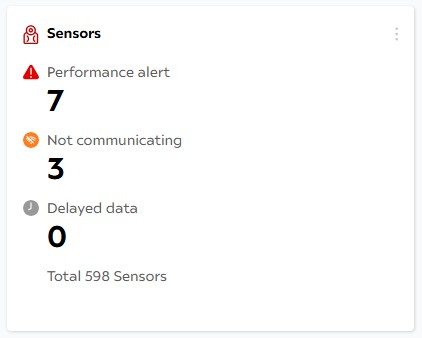 Sensors
Performance alert
7
Not communicating
3
Delayed data
0
Total 598 Sensors